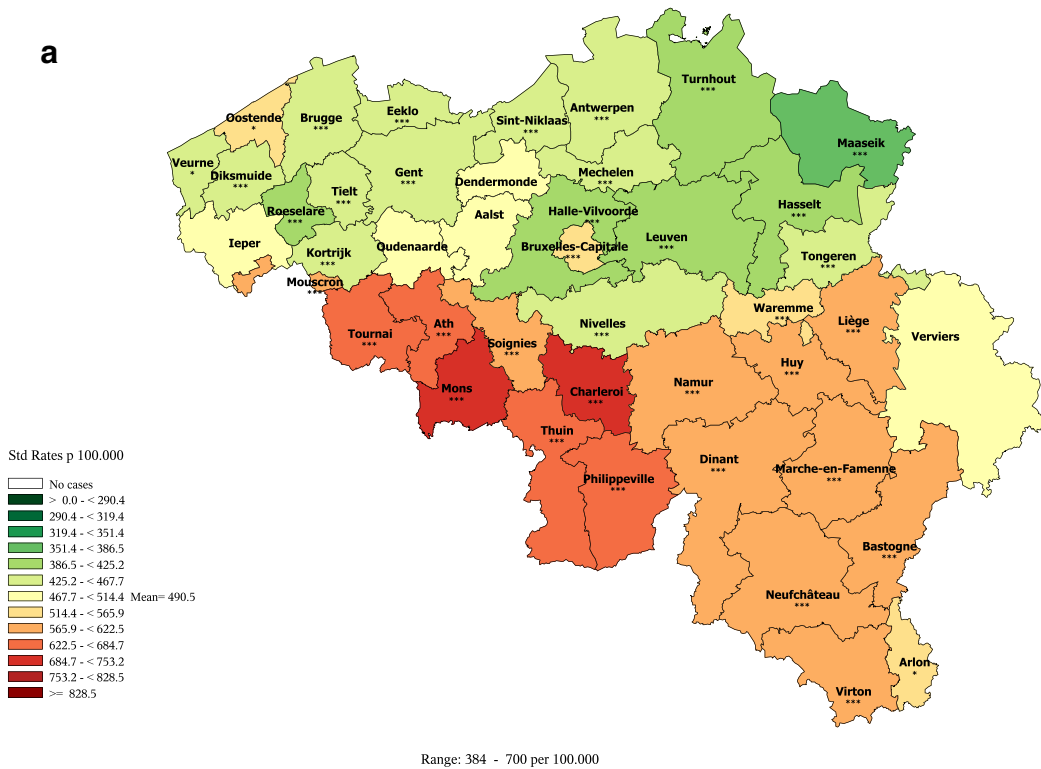 a
Turnhout
***
Antwerpen
***
Eeklo
***
Oostende
*
Brugge
***
Sint-Niklaas
***
Maaseik
***
Veurne
*
Diksmuide
***
Gent
***
Mechelen
***
Dendermonde
Tielt
***
Hasselt
***
Roeselare
***
Aalst
Halle-Vilvoorde
***
Leuven
***
Ieper
Oudenaarde
Bruxelles-Capitale
***
Kortrijk
***
Tongeren
***
Mouscron
***
Waremme
***
Tournai
***
Ath
***
Nivelles
***
Liège
***
Soignies
***
Verviers
Huy
***
Mons
***
Charleroi
***
Namur
***
Thuin
***
Dinant
***
Marche-en-Famenne
***
Philippeville
***
Bastogne
***
Neufchâteau
***
Arlon
*
Virton
***
Std Rates p 100.000
No cases
> 0.0 - < 290.4
290.4 - < 319.4
319.4 - < 351.4
351.4 - < 386.5
386.5 - < 425.2
425.2 - < 467.7
467.7 - < 514.4 Mean= 490.5
514.4 - < 565.9
565.9 - < 622.5
622.5 - < 684.7
684.7 - < 753.2
753.2 - < 828.5
>= 828.5
Range: 384 - 700 per 100.000